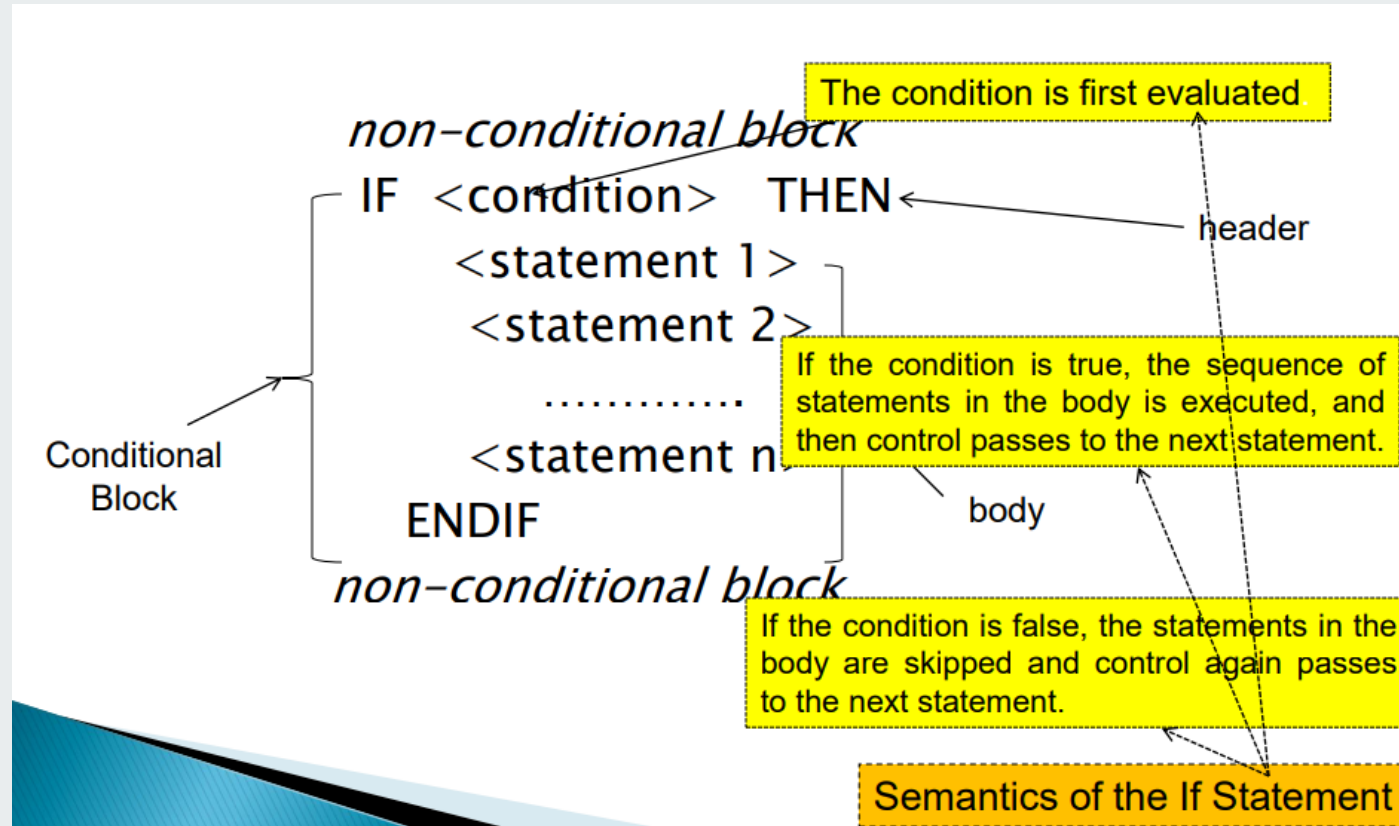 The condition is first evaluated.
non-conditional block
IF <condition> THEN
header
<statement 1>
<statement 2>
If the condition is true, the sequence of
statements in the body is executed, and
then control passes to the next statement.
………….
<statement n>
Conditional
Block
body
ENDIF
non-conditional block
If the condition is false, the statements in the
body are skipped and control again passes
to the next statement.
Semantics of the If Statement